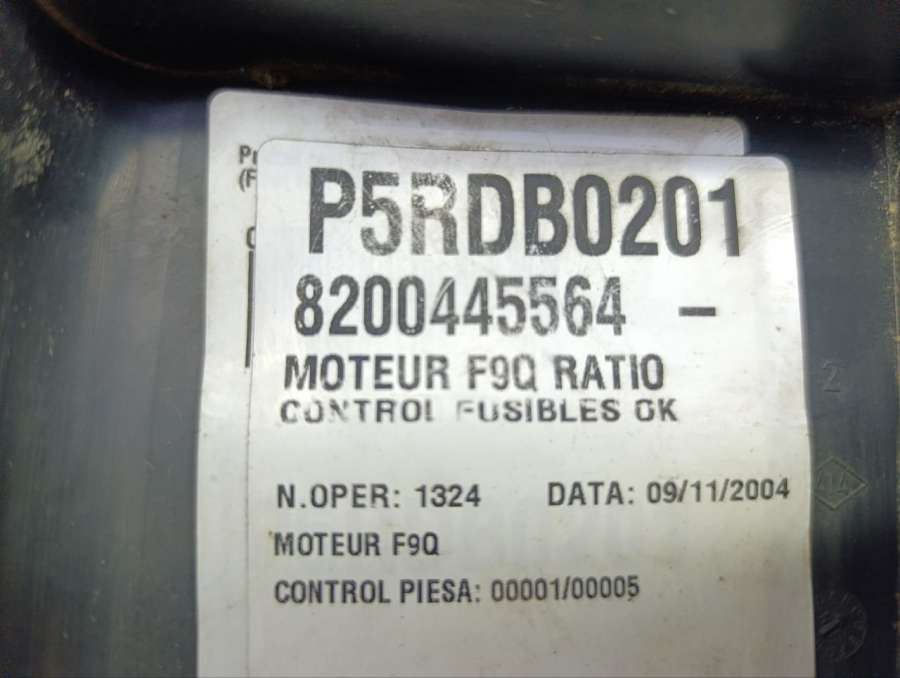 P5RDB0201
8200445564 -
MOTEUR F9Q RATIO
CONTROL FUSIBLES OK
N.OPER: 1324 DATA: 09/11/2004
MOTEUR F9Q
CONTROL PIESA: 00001/00005
2